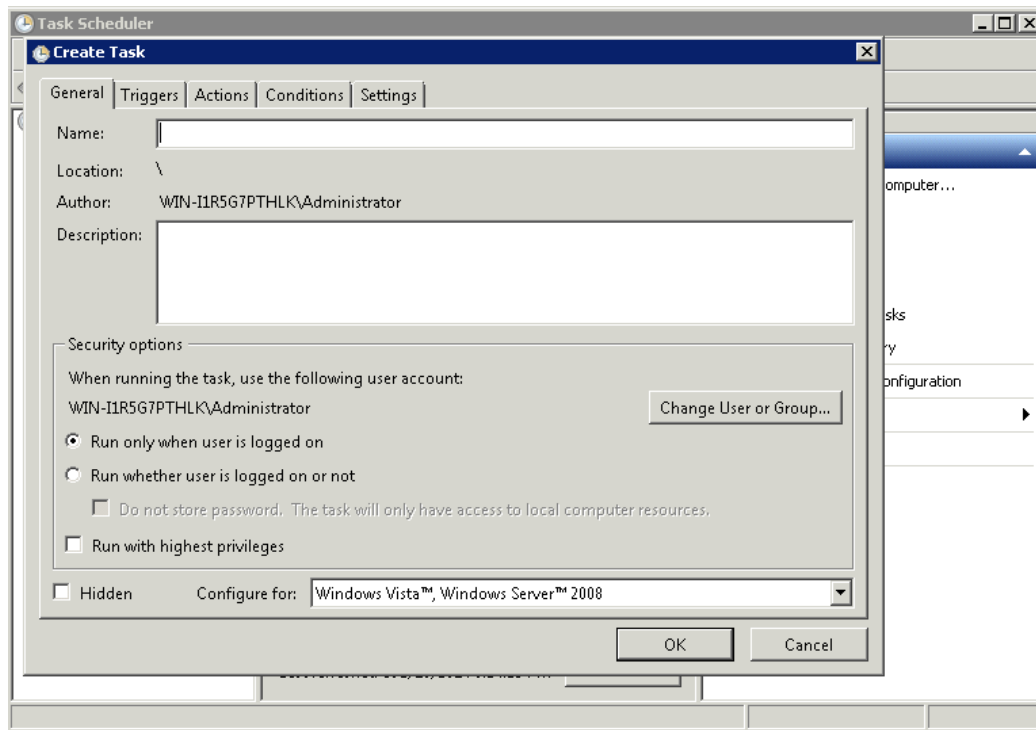 Task Scheduler
Create Task
General Triggers Actions Conditions Settings
Name:
Location: \
Author: WIN-I1R5G7PTHLK\Administrator
Description:
Security options
When running the task, use the following user account:
WIN-I1R5G7PTHLK\Administrator
Change User or Group...
Run only when user is logged on
Run whether user is logged on or not
Do not store password. The task will only have access to local computer resources.
Run with highest privileges
Hidden Configure for: Windows Vista™, Windows Server™ 2008
OK Cancel
omputer...
sks
ry
onfiguration